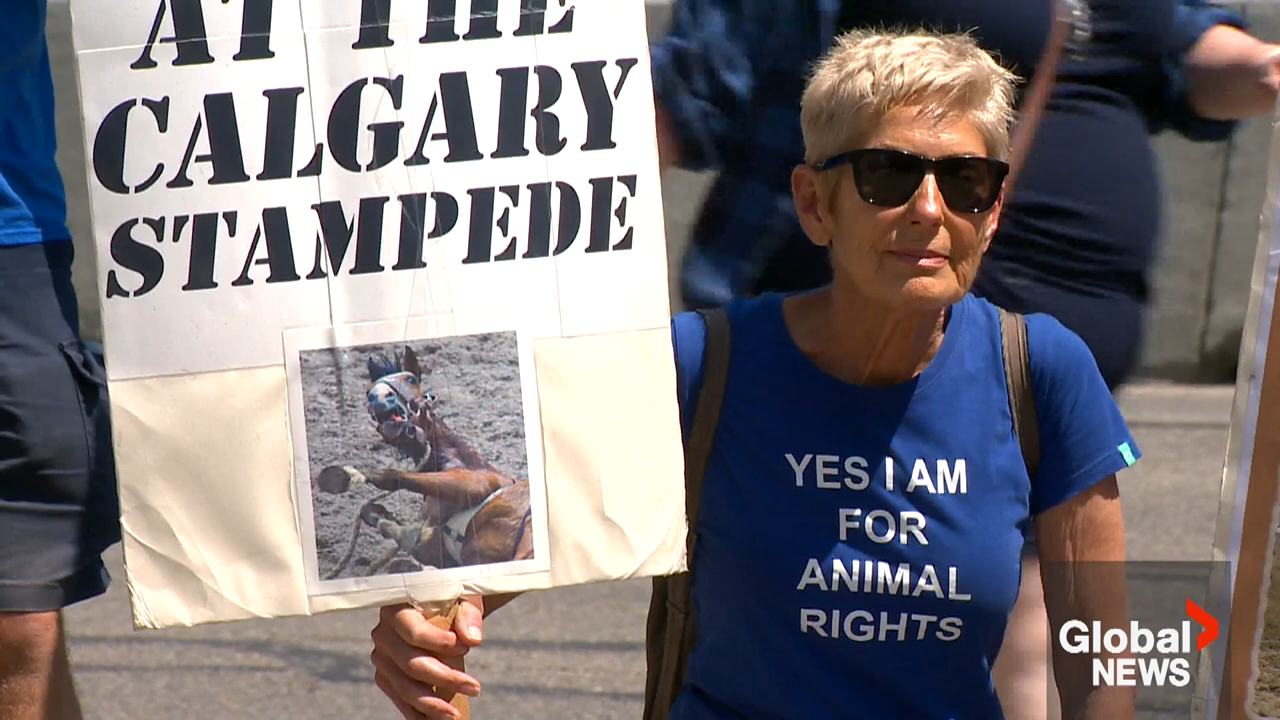 AT THE
CALGARY
STAMPEDE
YES I AM
FOR
ANIMAL
RIGHTS
Global
NEWS